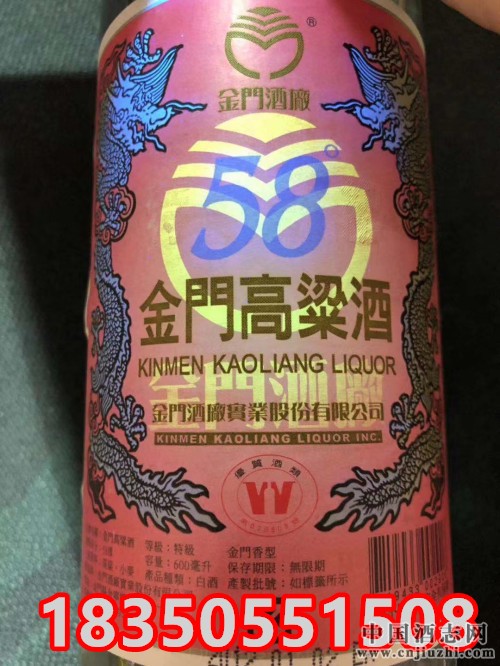 ®
金門酒廠
58°
金門高粱酒
KINMEN KAOLIANG LIQUOR
金門酒廠
金門酒廠實業股份有限公司
KINMEN KAOLIANG LIQUOR INC.
優質酒類
W
等級：特級
金門香型
容量：600毫升
保存期限：無限期
產品種類：白酒
產製批號：如標籤所示
18350551508
中国酒志网
www.cnjiuzhi.com